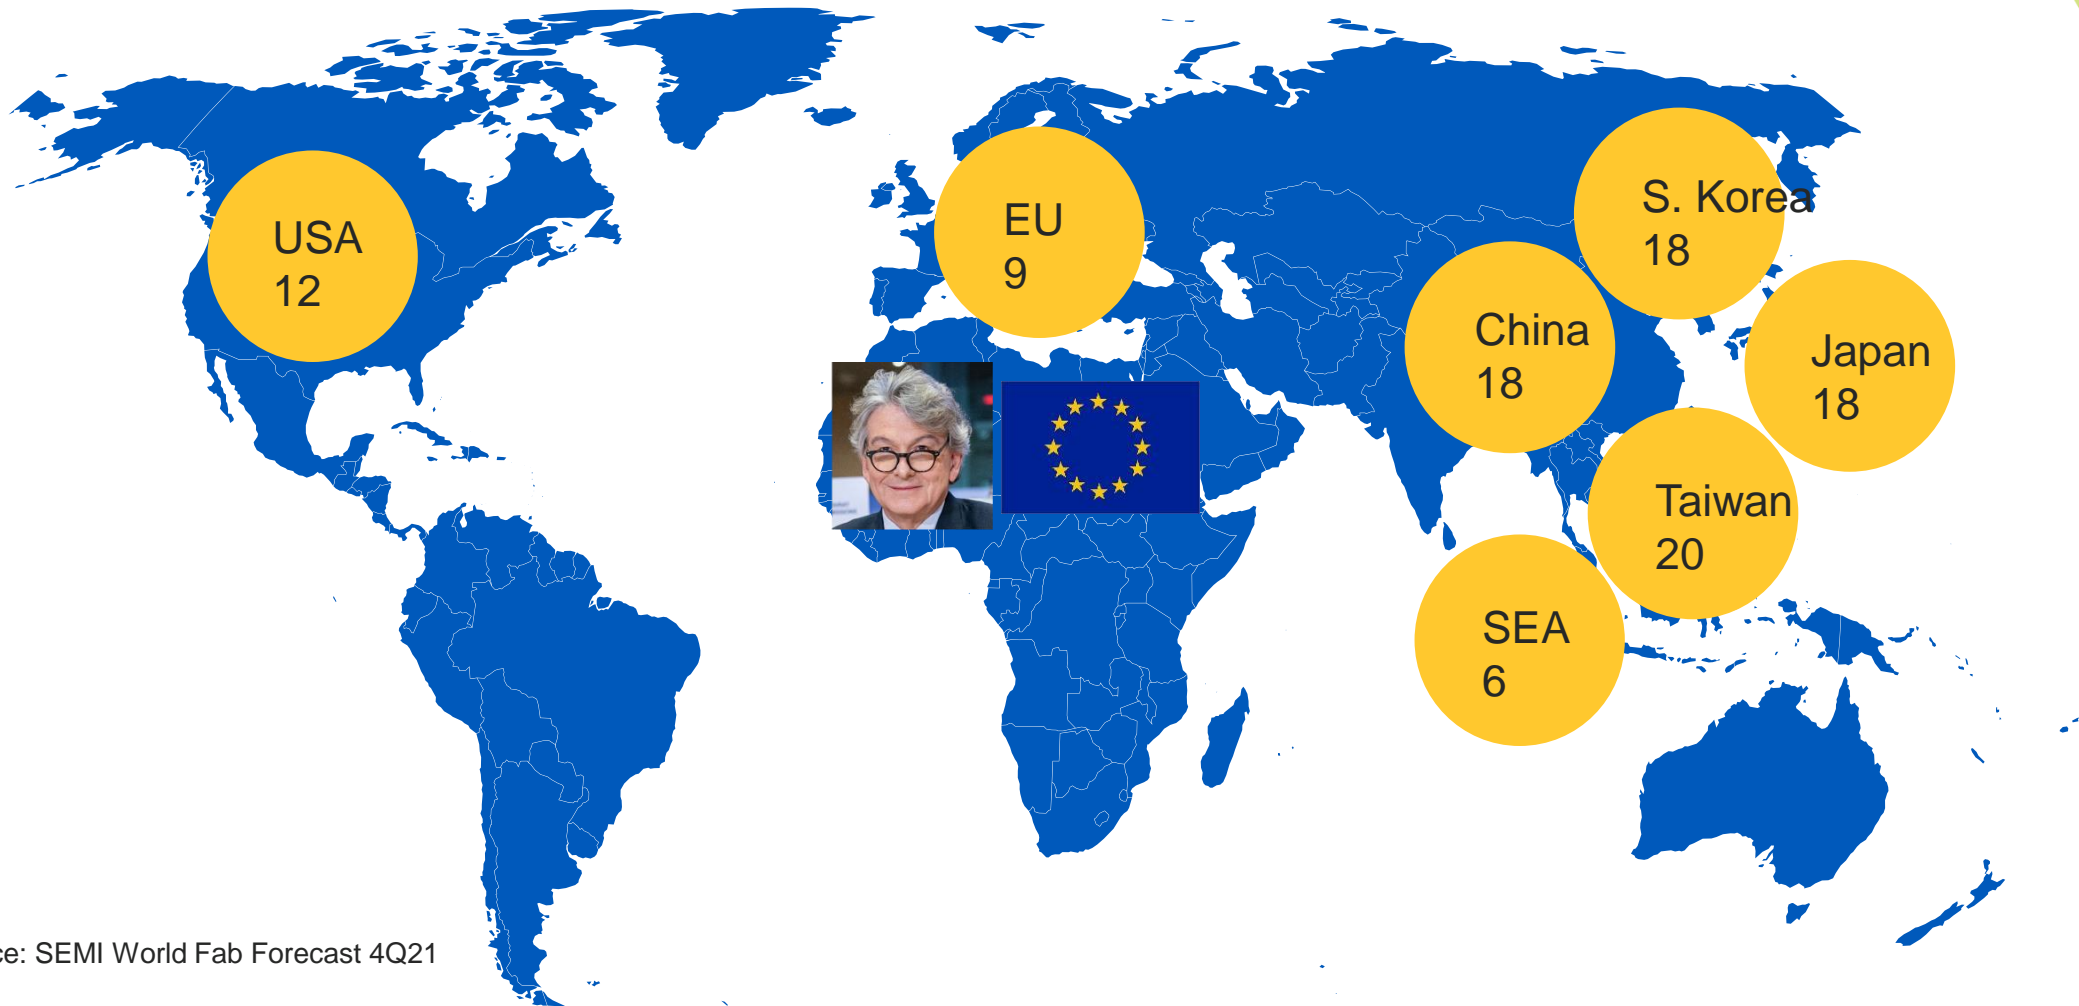 USA
12
EU
9
S. Korea
18
China
18
Japan
18
Taiwan
20
SEA
6
ce: SEMI World Fab Forecast 4Q21